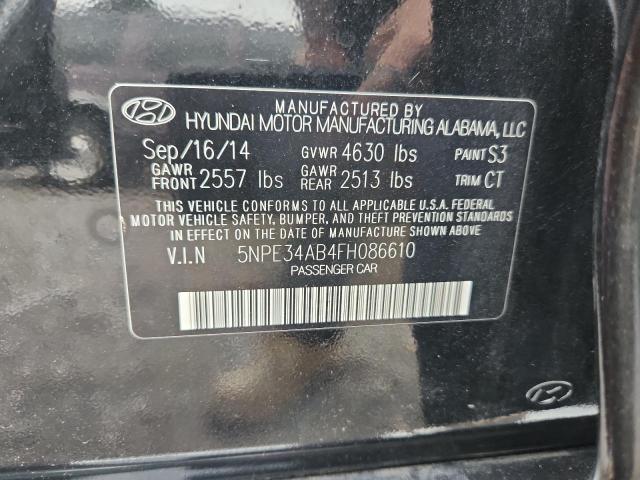 MANUFACTURED BY
HYUNDAI MOTOR MANUFACTURING ALABAMA, LLC
Sep/16/14 GVWR 4630 lbs PAINT S3
GAWR FRONT 2557 lbs GAWR REAR 2513 lbs TRIM CT
THIS VEHICLE CONFORMS TO ALL APPLICABLE U.S.A. FEDERAL
MOTOR VEHICLE SAFETY, BUMPER, AND THEFT PREVENTION STANDARDS
IN EFFECT ON THE DATE OF MANUFACTURE SHOWN ABOVE
V.I.N 5NPE34AB4FH086610
PASSENGER CAR